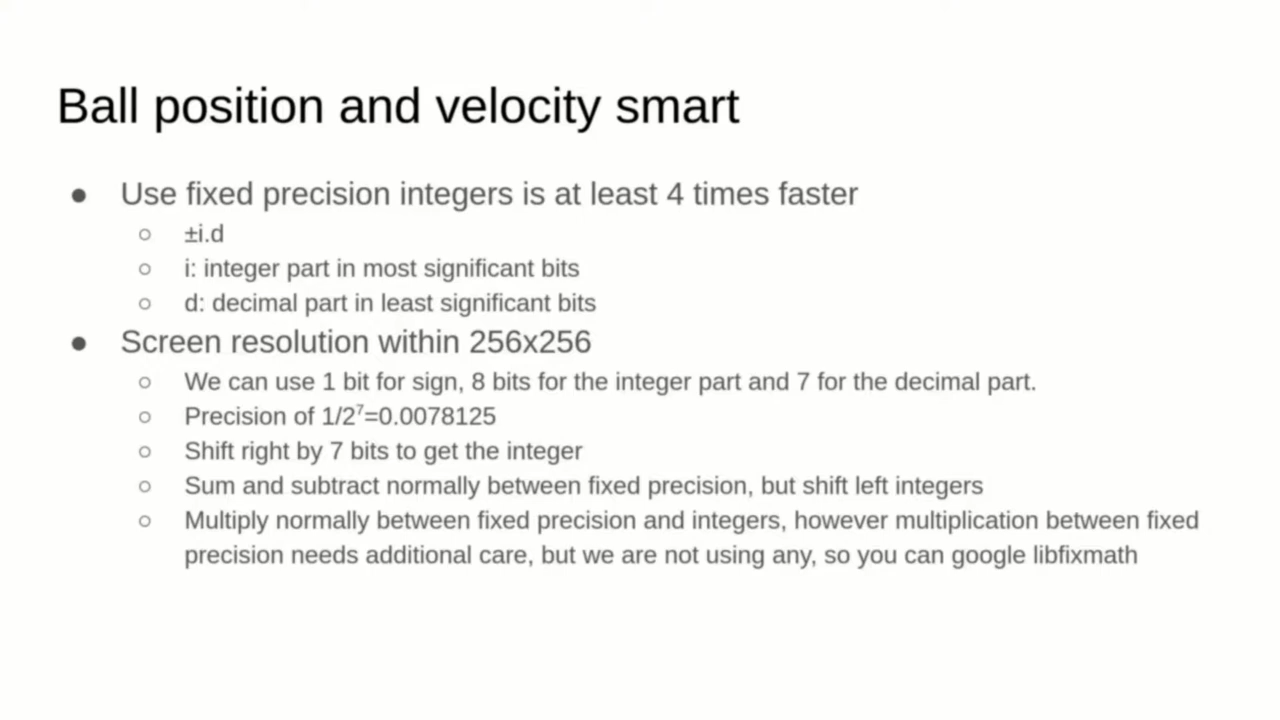 Ball position and velocity smart
● Use fixed precision integers is at least 4 times faster
○ ±i.d
○ i: integer part in most significant bits
○ d: decimal part in least significant bits
● Screen resolution within 256x256
○ We can use 1 bit for sign, 8 bits for the integer part and 7 for the decimal part.
○ Precision of 1/2⁷=0.0078125
○ Shift right by 7 bits to get the integer
○ Sum and subtract normally between fixed precision, but shift left integers
○ Multiply normally between fixed precision and integers, however multiplication between fixed
precision needs additional care, but we are not using any, so you can google libfixmath